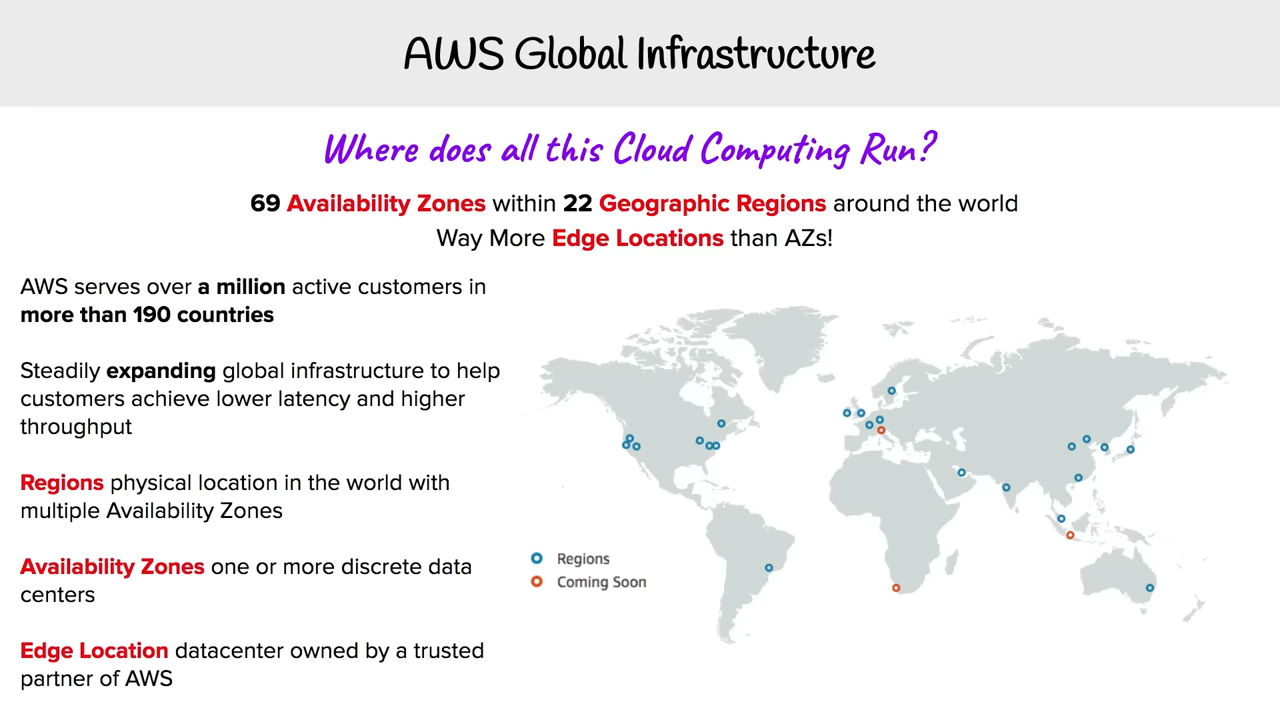 AWS Global Infrastructure
Where does all this Cloud Computing Run?
69 Availability Zones within 22 Geographic Regions around the world
Way More Edge Locations than AZs!
AWS serves over a million active customers in
more than 190 countries
Steadily expanding global infrastructure to help
customers achieve lower latency and higher
throughput
Regions physical location in the world with
multiple Availability Zones
Availability Zones one or more discrete data
centers
Edge Location datacenter owned by a trusted
partner of AWS
Regions
Coming Soon